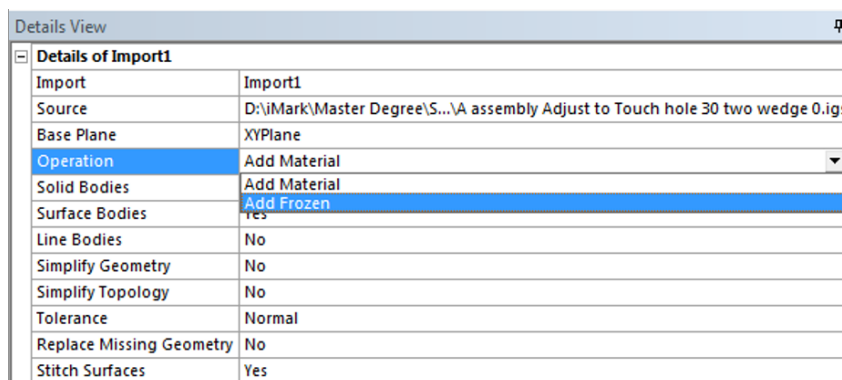 Details View
Details of Import1
Import Import1
Source D:\iMark\Master Degree\S...\A assembly Adjust to Touch hole 30 two wedge 0.igs
Base Plane XYPlane
Operation Add Material
Solid Bodies Add Material
Add Frozen
Surface Bodies Yes
Line Bodies No
Simplify Geometry No
Simplify Topology No
Tolerance Normal
Replace Missing Geometry No
Stitch Surfaces Yes